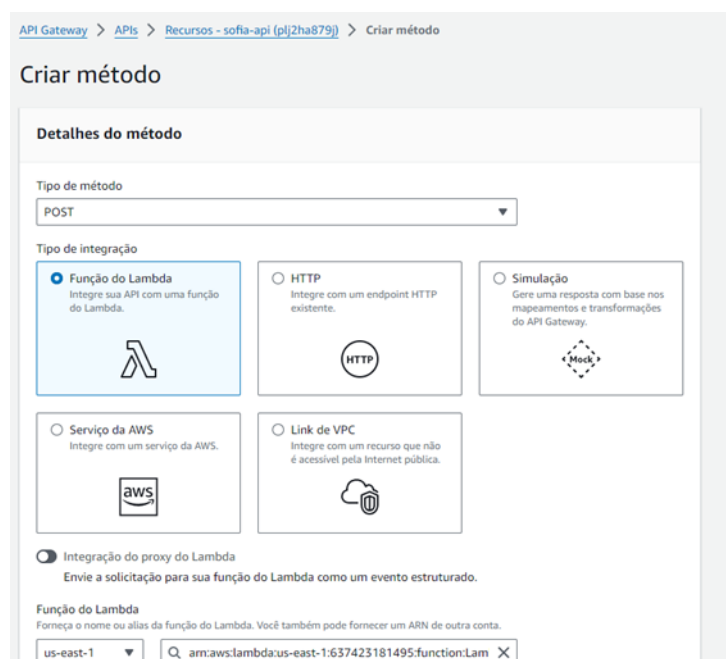 API Gateway > APIs > Recursos - sofia-api (plj2ha879j) > Criar método
Criar método
Detalhes do método
Tipo de método
POST
Tipo de integração
Função do Lambda
Integre sua API com uma função
do Lambda.
HTTP
Integre com um endpoint HTTP
existente.
HTTP
Simulação
Gere uma resposta com base nos
mapeamentos e transformações
do API Gateway.
Mock
Serviço da AWS
Integre com um serviço da AWS.
aws
Link de VPC
Integre com um recurso que não
é acessível pela Internet pública.
Integração do proxy do Lambda
Envie a solicitação para sua função do Lambda como um evento estruturado.
Função do Lambda
Forneça o nome ou alias da função do Lambda. Você também pode fornecer um ARN de outra conta.
us-east-1 arn:aws:lambda:us-east-1:637423181495:function:Lam